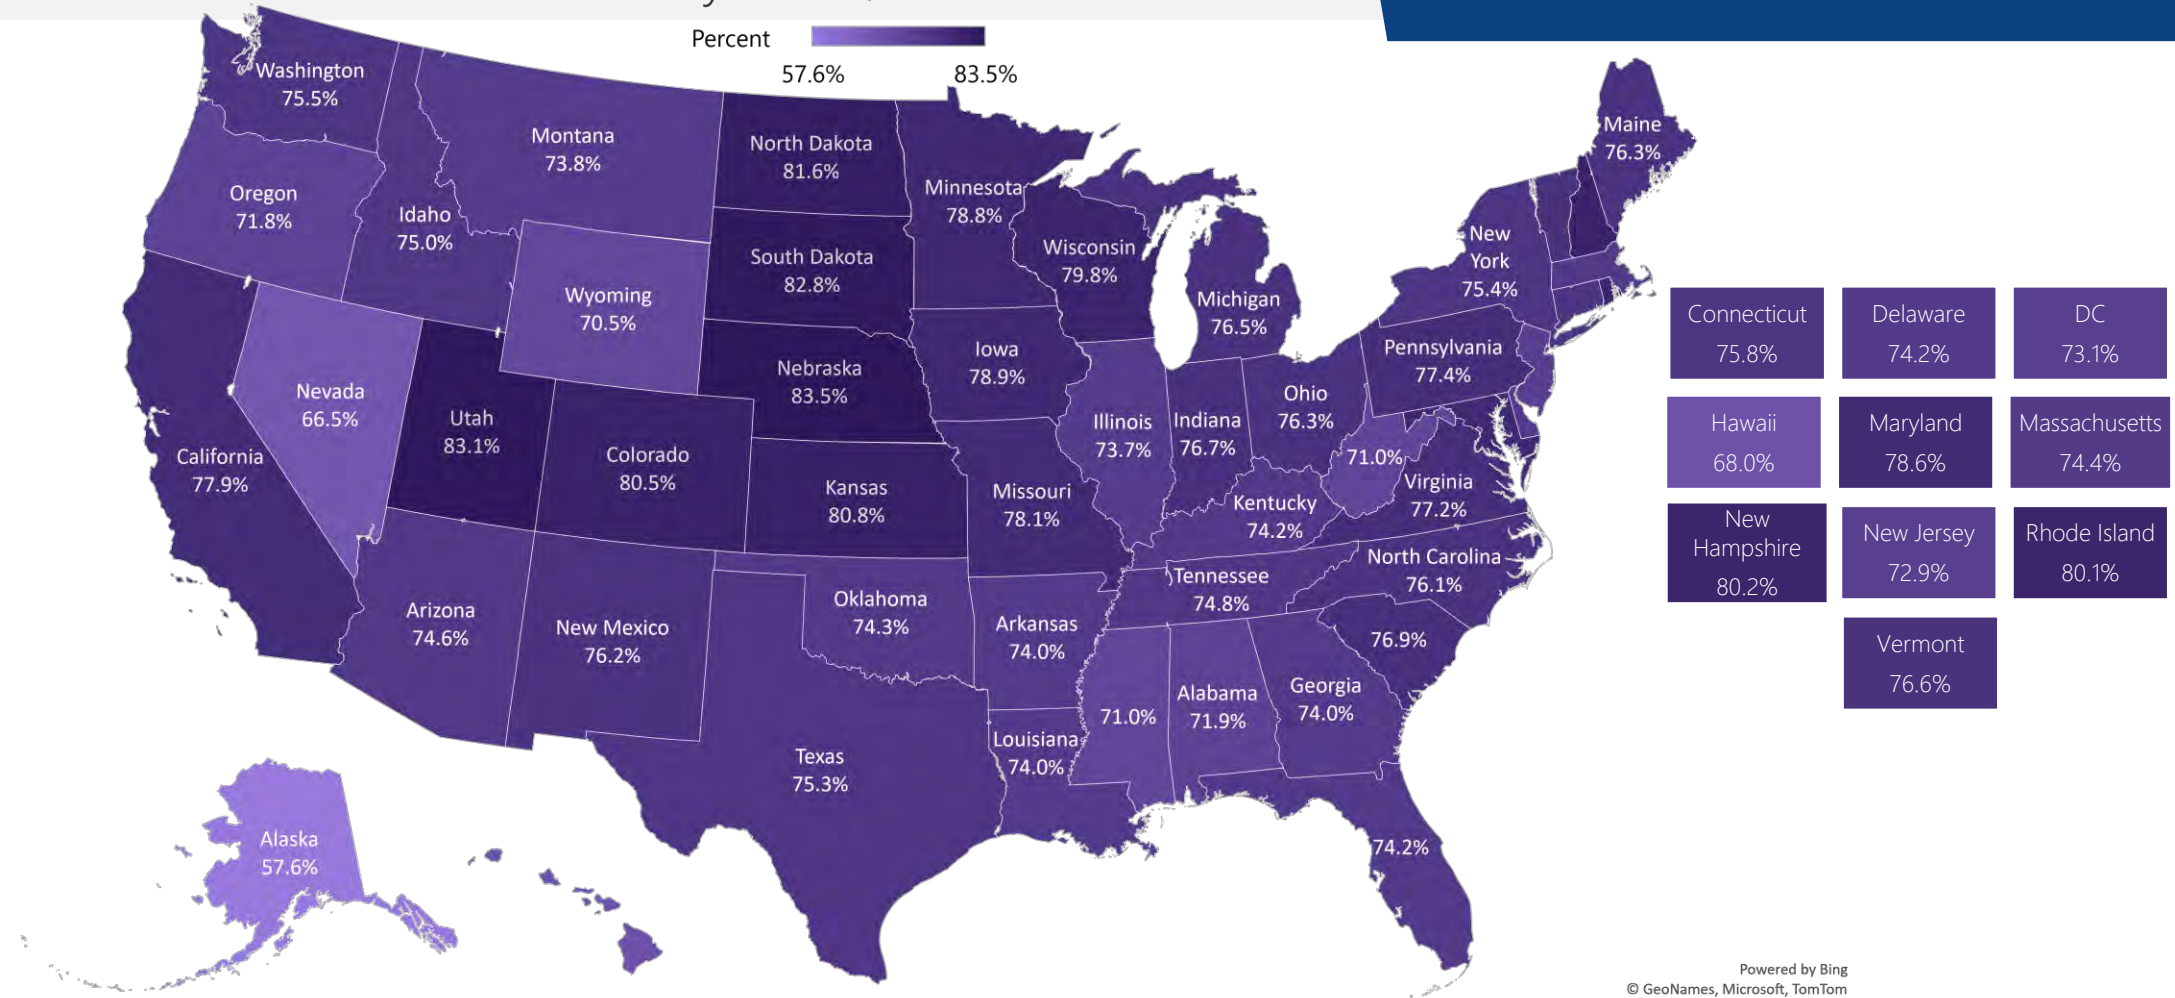 Percent
57.6%
83.5%
Washington
75.5%
Montana
73.8%
North Dakota
81.6%
Minnesota
78.8%
Maine
76.3%
Oregon
71.8%
Idaho
75.0%
Wyoming
70.5%
South Dakota
82.8%
Wisconsin
79.8%
Michigan
76.5%
New
York
75.4%
Nevada
66.5%
Utah
83.1%
Nebraska
83.5%
Iowa
78.9%
Pennsylvania
77.4%
California
77.9%
Colorado
80.5%
Kansas
80.8%
Missouri
78.1%
Illinois
73.7%
Indiana
76.7%
Ohio
76.3%
71.0%
Virginia
77.2%
Kentucky
74.2%
North Carolina
76.1%
Tennessee
74.8%
Arizona
74.6%
New Mexico
76.2%
Oklahoma
74.3%
Arkansas
74.0%
76.9%
71.0%
Alabama
71.9%
Georgia
74.0%
Texas
75.3%
Louisiana
74.0%
74.2%
Alaska
57.6%
Connecticut
75.8%
Delaware
74.2%
DC
73.1%
Hawaii
68.0%
Maryland
78.6%
Massachusetts
74.4%
New
Hampshire
80.2%
New Jersey
72.9%
Rhode Island
80.1%
Vermont
76.6%
Powered by Bing
© GeoNames, Microsoft, TomTom